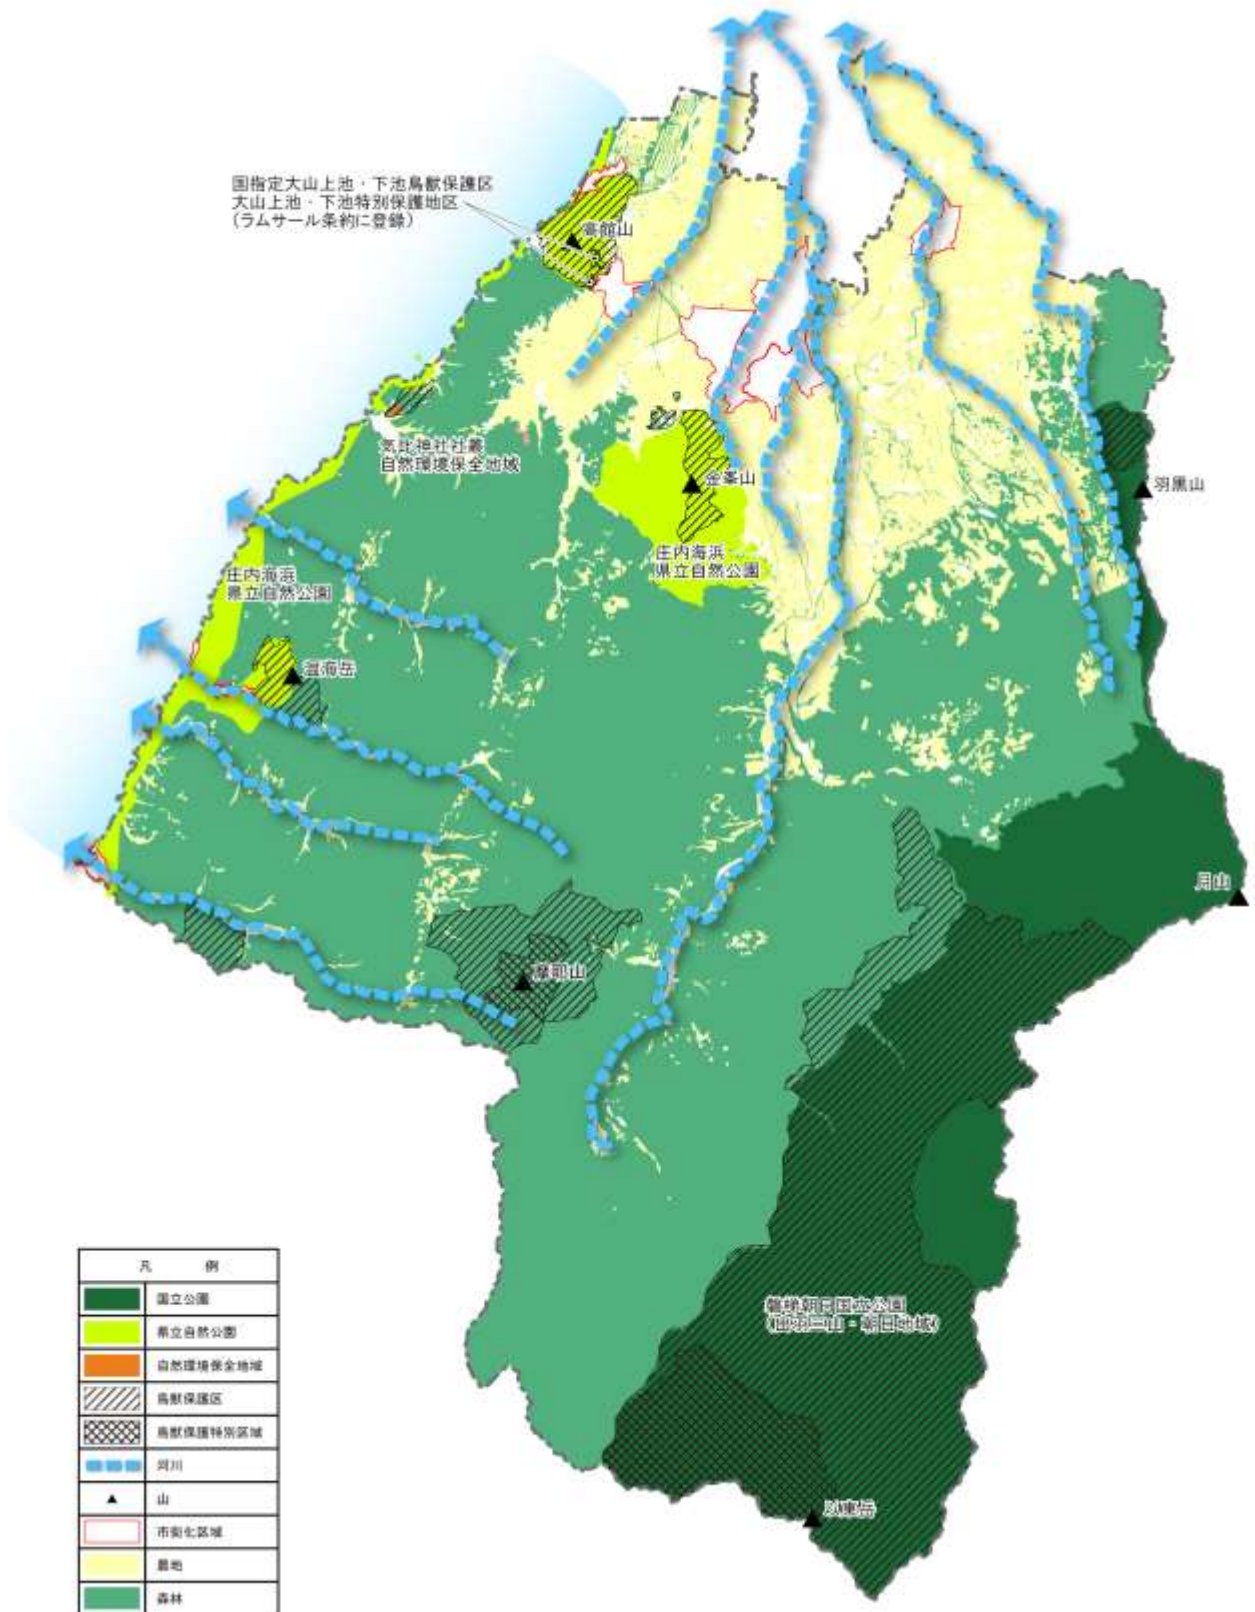 国指定大山上池・下池鳥獣保護区
大山上池・下池特別保護地区
(ラムサール条約に登録)
高館山
気比神社社叢
自然環境保全地域
金峯山
羽黒山
庄内海浜
県立自然公園
庄内海浜
県立自然公園
温海岳
月山
摩耶山
磐梯朝日国立公園
(出羽三山・朝日地域)
以東岳
凡 例
国立公園
県立自然公園
自然環境保全地域
鳥獣保護区
鳥獣保護特別区域
河川
山
市街化区域
農地
森林